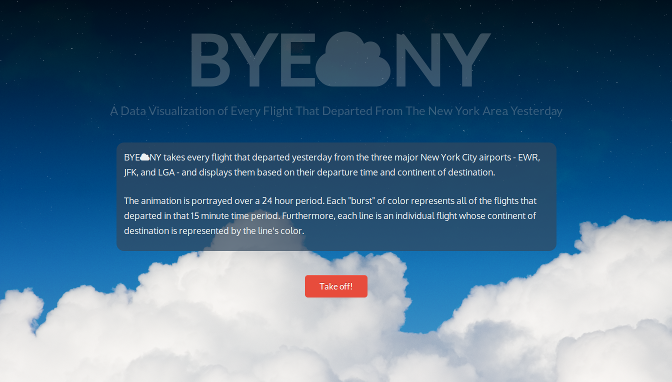 BYE NY
A Data Visualization of Every Flight That Departed From The New York Area Yesterday
BYE NY takes every flight that departed yesterday from the three major New York City airports - EWR,
JFK, and LGA - and displays them based on their departure time and continent of destination.
The animation is portrayed over a 24 hour period. Each "burst" of color represents all of the flights that
departed in that 15 minute time period. Furthermore, each line is an individual flight whose continent of
destination is represented by the line's color.
Take off!